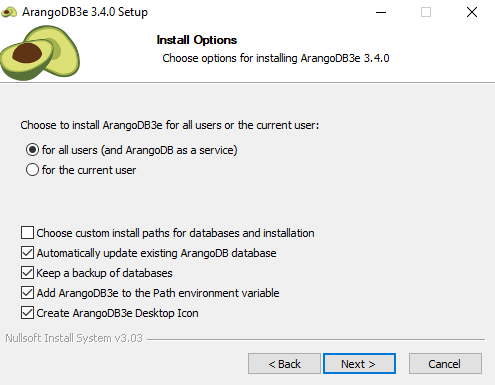 ArangoDB3e 3.4.0 Setup
Install Options
Choose options for installing ArangoDB3e 3.4.0
Choose to install ArangoDB3e for all users or the current user:
for all users (and ArangoDB as a service)
for the current user
Choose custom install paths for databases and installation
Automatically update existing ArangoDB database
Keep a backup of databases
Add ArangoDB3e to the Path environment variable
Create ArangoDB3e Desktop Icon
Nullsoft Install System v3.03
< Back Next > Cancel